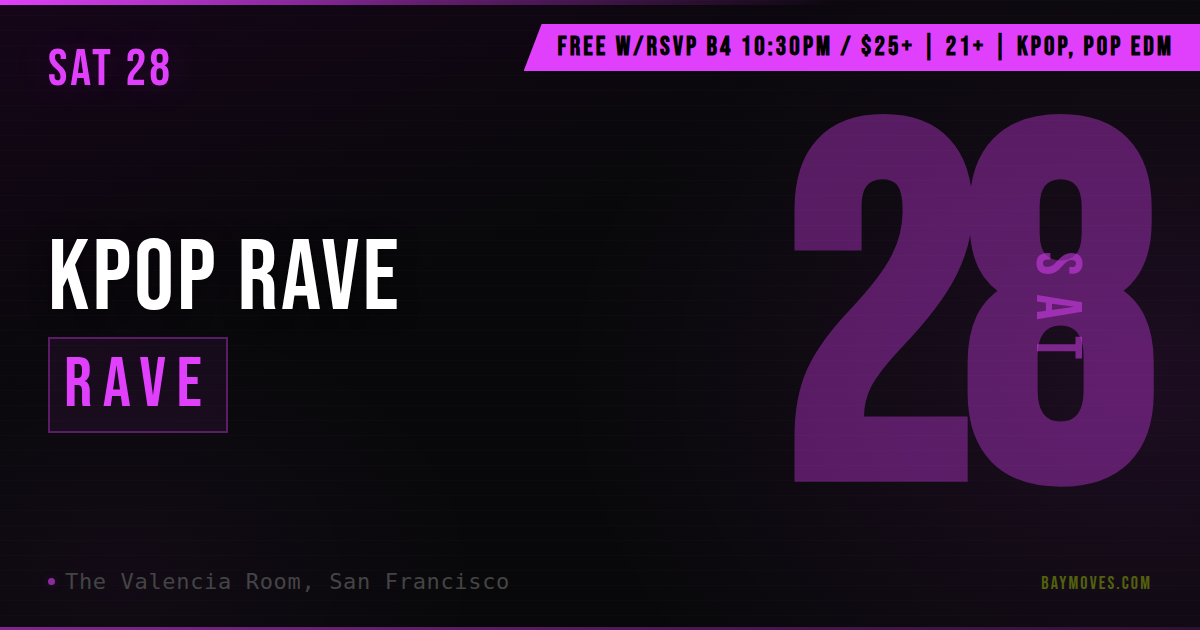 SAT 28
FREE W/RSVP B4 10:30PM / $25+ | 21+ | KPOP, POP EDM
28
SAT
KPOP RAVE
RAVE
• The Valencia Room, San Francisco
BAYMOVES.COM